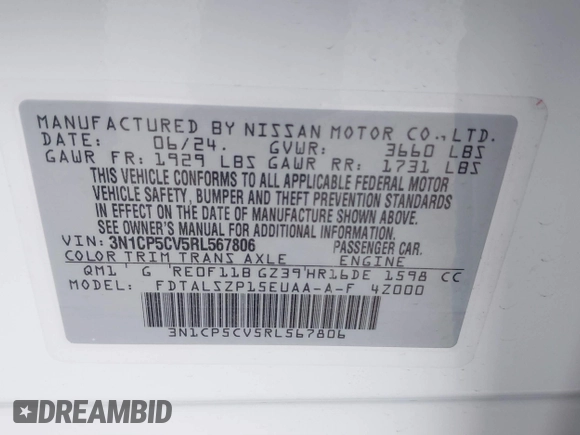 MANUFACTURED BY NISSAN MOTOR CO., LTD.
DATE: 06/24. GVWR: 3660 LBS
GAWR FR: 1929 LBS GAWR RR: 1731 LBS
THIS VEHICLE CONFORMS TO ALL APPLICABLE FEDERAL MOTOR
VEHICLE SAFETY, BUMPER AND THEFT PREVENTION STANDARDS
IN EFFECT ON THE DATE OF MANUFACTURE SHOWN ABOVE.
SEE OWNER'S MANUAL FOR ADDITIONAL INFORMATION.
VIN: 3N1CP5CV5RL567806 PASSENGER CAR.
COLOR TRIM TRANS AXLE ENGINE
QM1' G 'RE0F11B GZ39'HR16DE 1598 CC
MODEL: FDTALSZP15EUAA-A-F 4Z000
3N1CP5CV5RL567806
DREAMBID